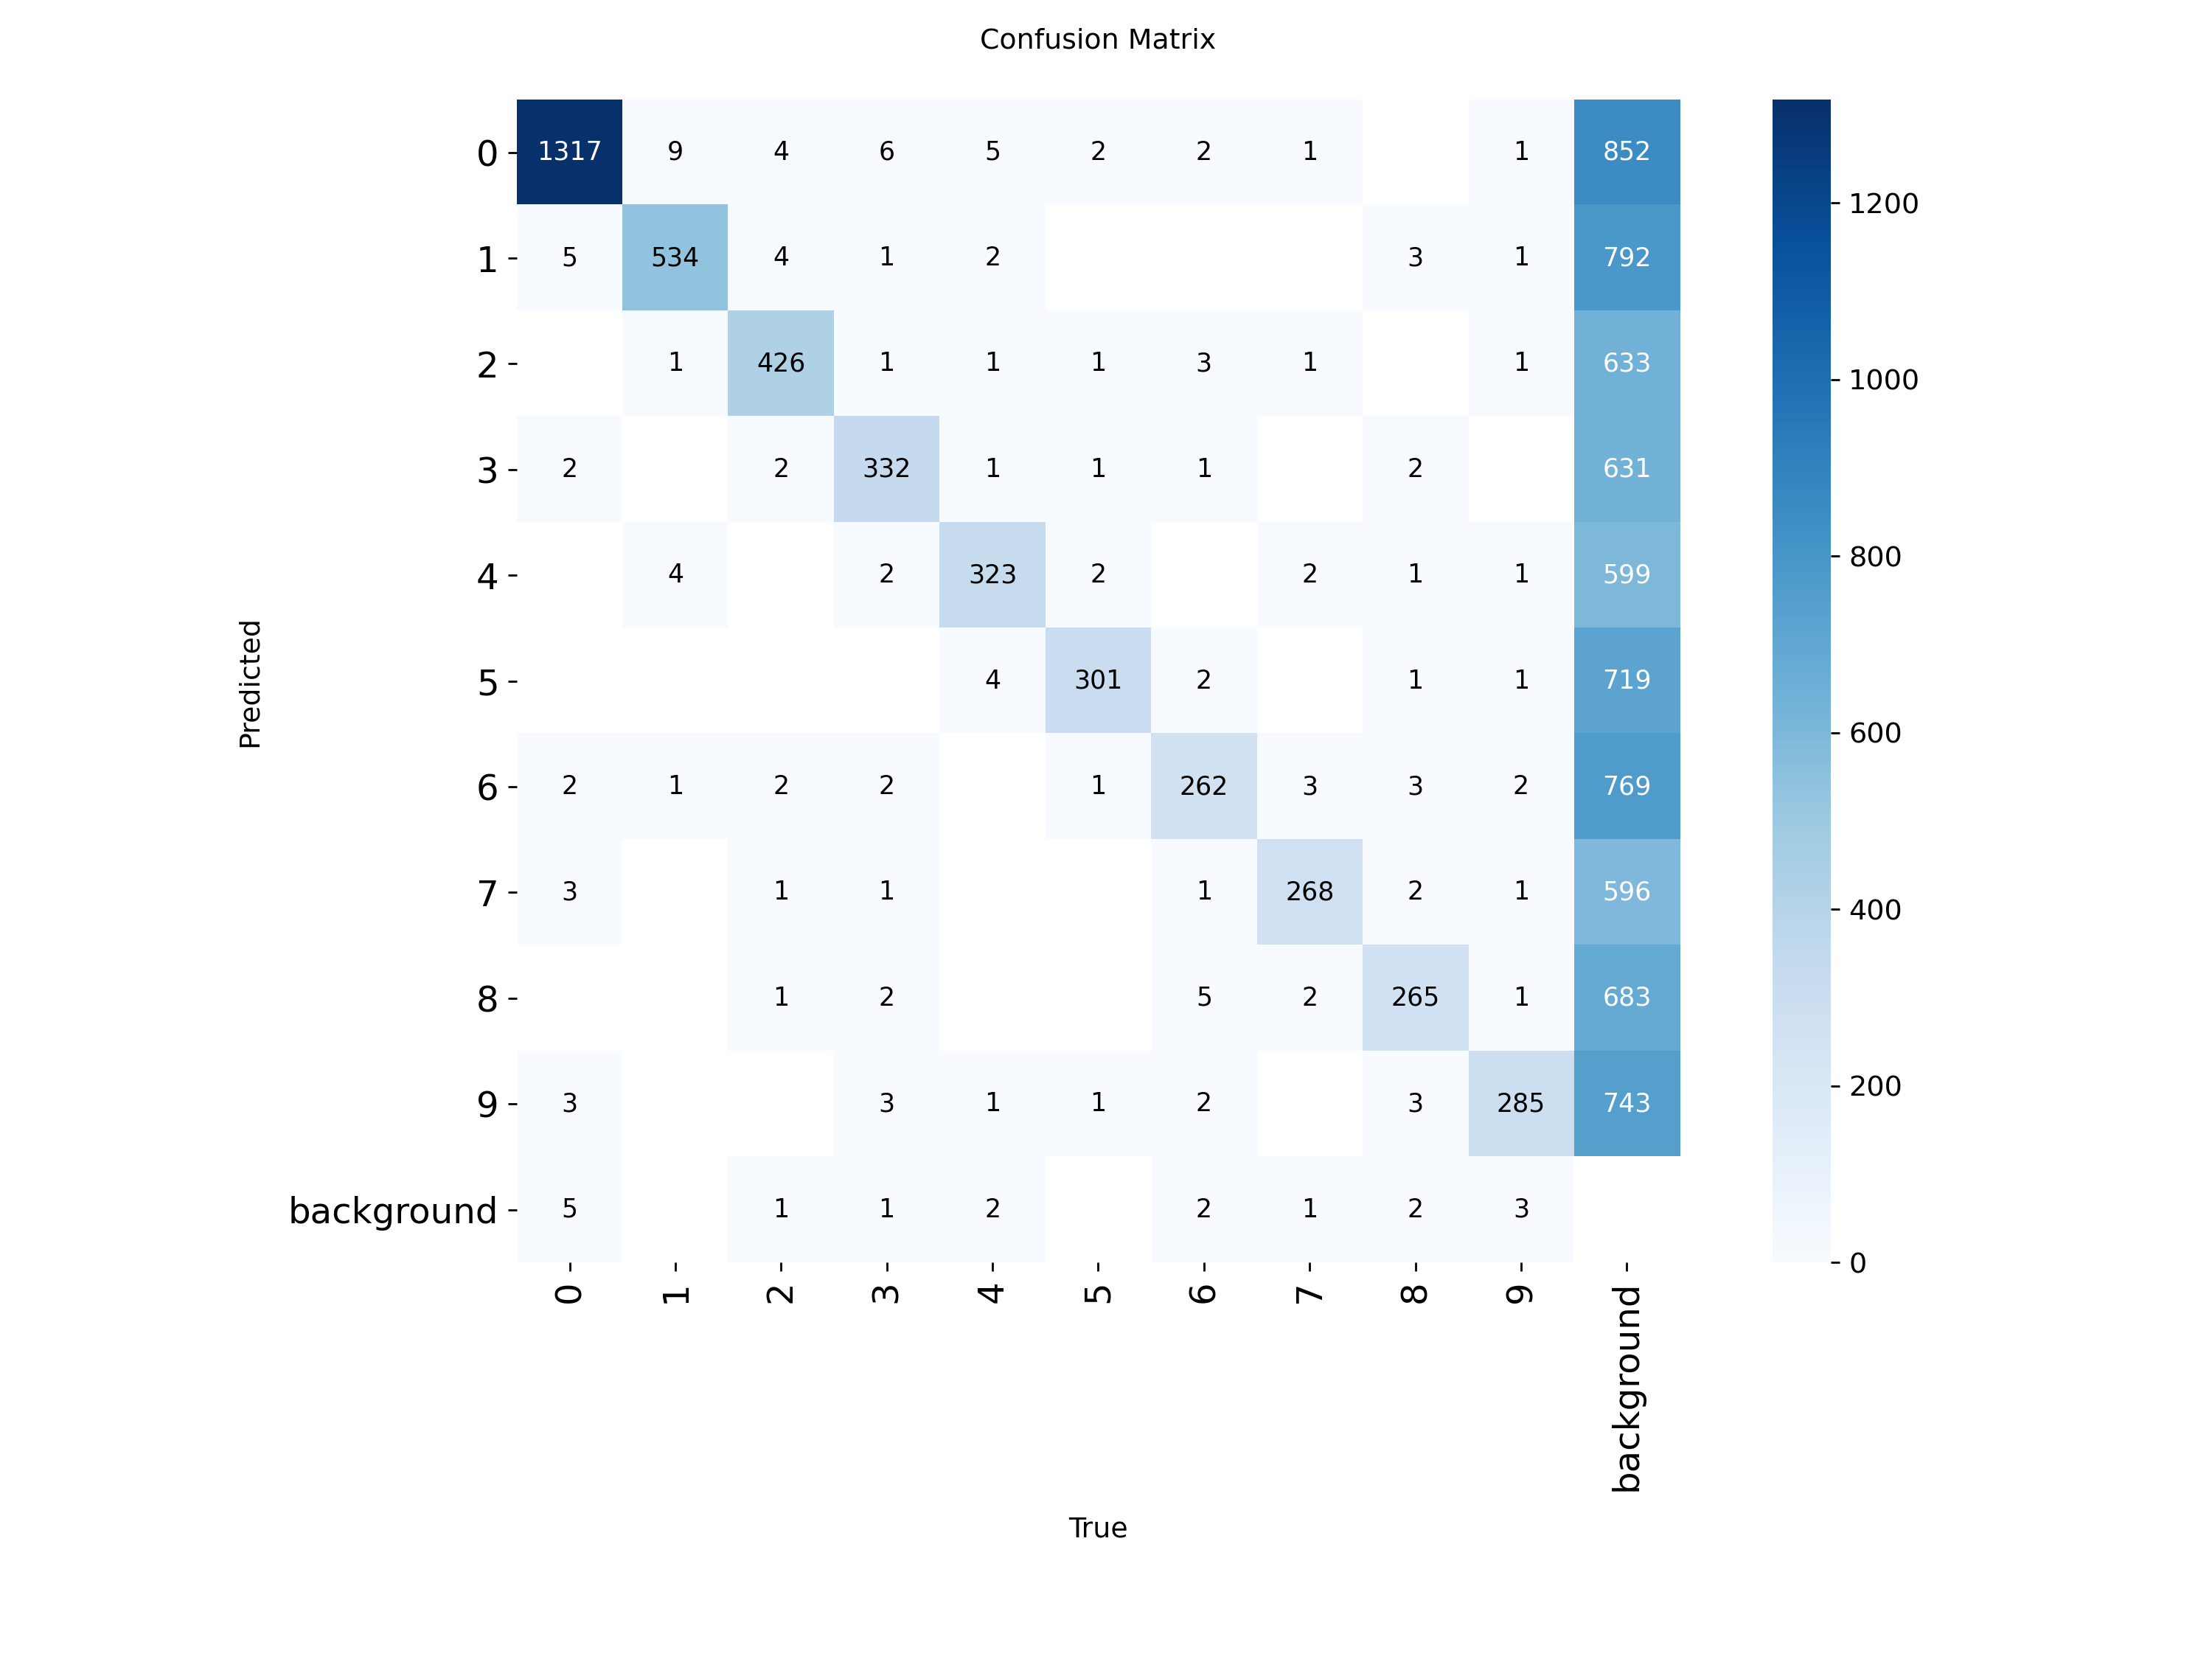 Confusion Matrix
0 1317 9 4 6 5 2 2 1 1 852
1 5 534 4 1 2 3 1 792
2 1 426 1 1 1 3 1 1 633
3 2 2 332 1 1 1 2 631
4 4 2 323 2 2 1 1 599
5 4 301 2 1 1 719
6 2 1 2 2 1 262 3 3 2 769
7 3 1 1 1 268 2 1 596
8 1 2 5 2 265 1 683
9 3 3 1 1 2 3 285 743
background 5 1 1 2 2 1 2 3
0 1 2 3 4 5 6 7 8 9 background
Predicted
True
1200
1000
800
600
400
200
0